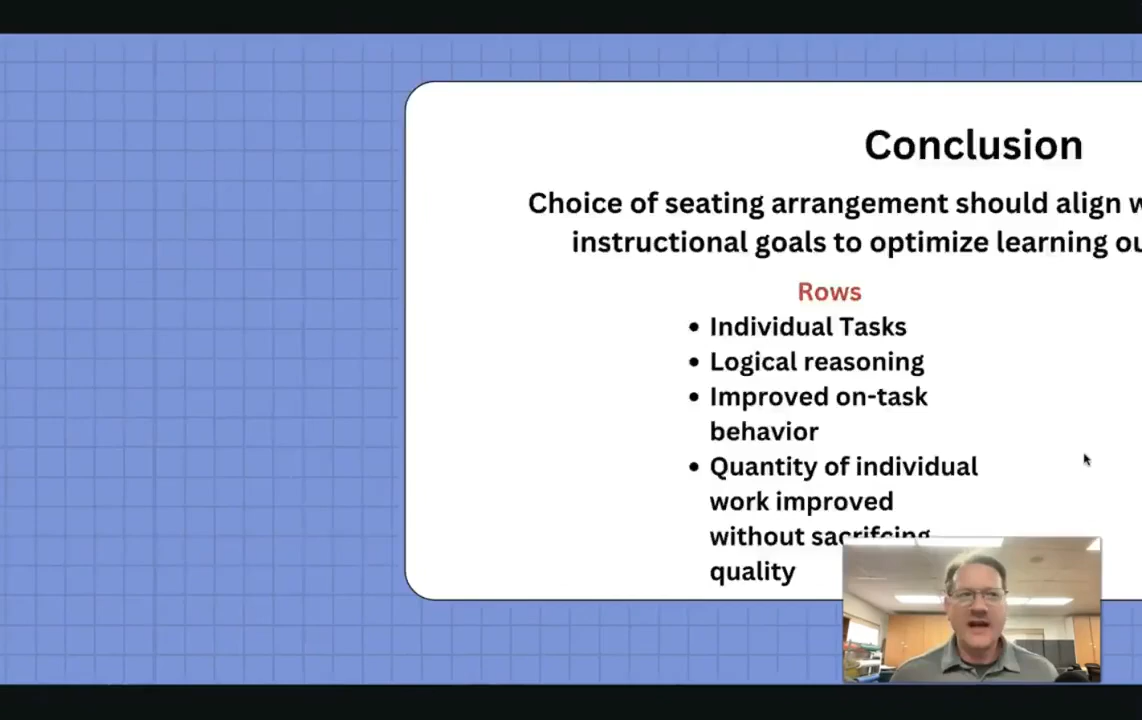 Conclusion
Choice of seating arrangement should align
instructional goals to optimize learning
Rows
• Individual Tasks
• Logical reasoning
• Improved on-task
behavior
• Quantity of individual
work improved
without sacrifcing
quality